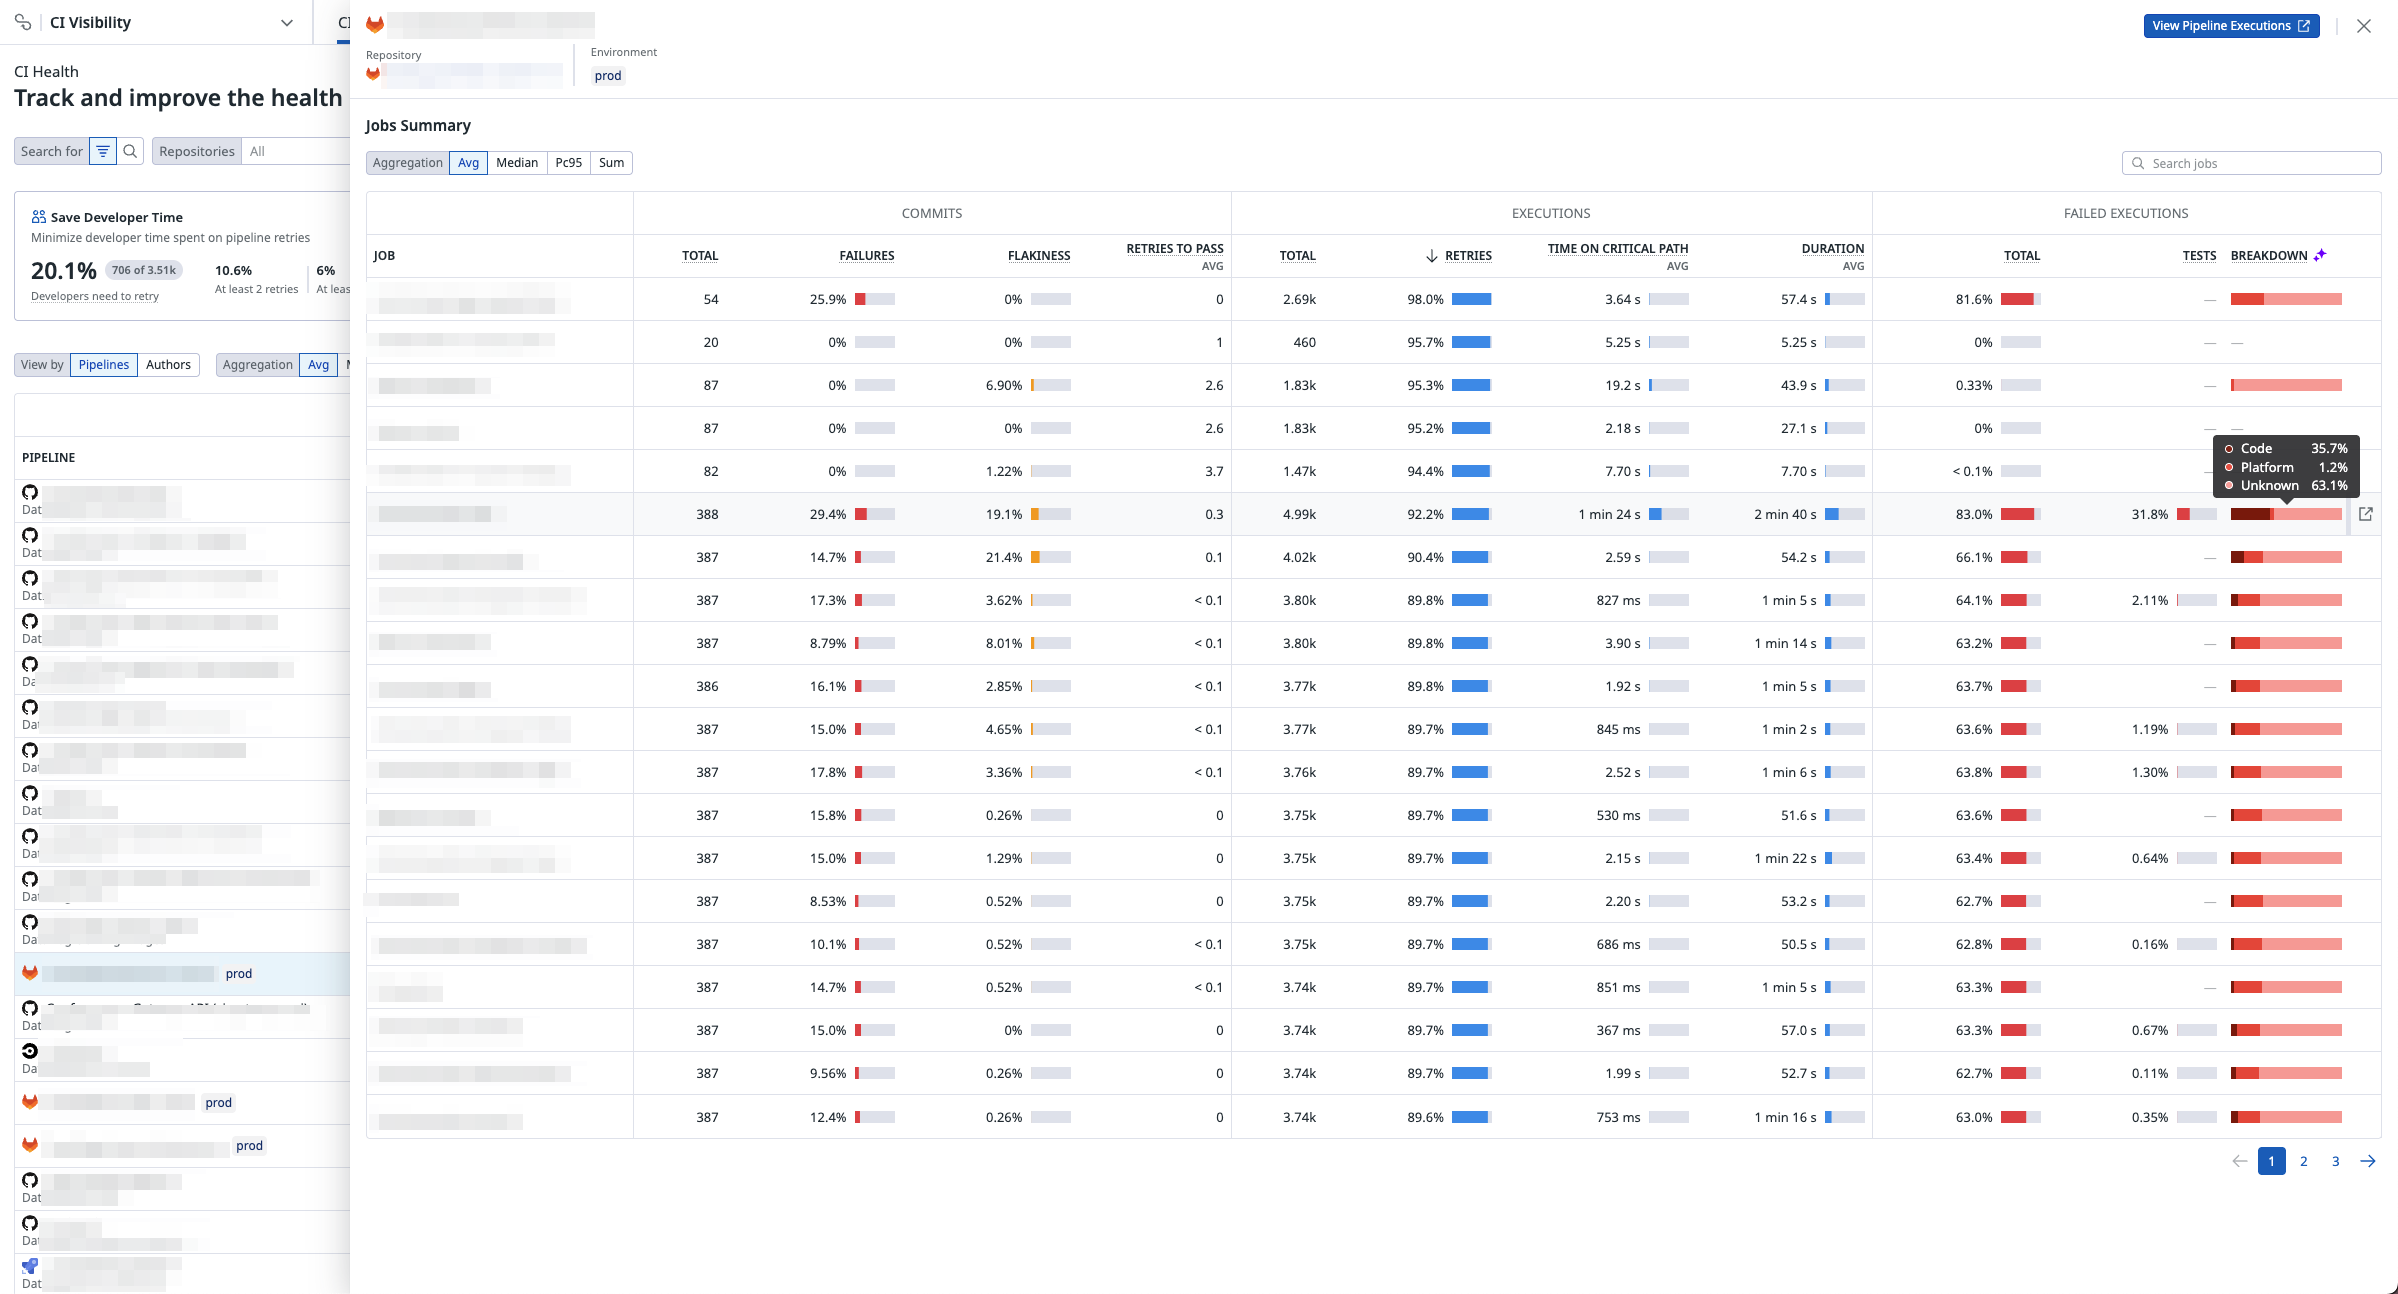 CI Visibility
CI
CI Health
Track and improve the health
Search for
Repositories
All
Save Developer Time
Minimize developer time spent on pipeline retries
20.1% 706 of 3.51k 10.6% 6%
Developers need to retry At least 2 retries At leas
View by Pipelines Authors Aggregation Avg M
PIPELINE
Dat
Dat
Dat.
Dat
Da
Dat
Dat
Dat
Dat
Dat
Da
prod
Dat
Da
prod
prod
Dat
Dat
Dat
View Pipeline Executions
Repository
Environment
prod
Jobs Summary
Aggregation Avg Median Pc95 Sum
Search jobs
COMMITS EXECUTIONS FAILED EXECUTIONS
JOB TOTAL FAILURES FLAKINESS RETRIES TO PASS AVG TOTAL RETRIES TIME ON CRITICAL PATH AVG DURATION AVG TOTAL TESTS BREAKDOWN
54 25.9% 0% 0 2.69k 98.0% 3.64 s 57.4 s 81.6% —
20 0% 0% 1 460 95.7% 5.25 s 5.25 s 0% — —
87 0% 6.90% 2.6 1.83k 95.3% 19.2 s 43.9 s 0.33% —
87 0% 0% 2.6 1.83k 95.2% 2.18 s 27.1 s 0% — —
82 0% 1.22% 3.7 1.47k 94.4% 7.70 s 7.70 s < 0.1%
Code 35.7%
Platform 1.2%
Unknown 63.1%
388 29.4% 19.1% 0.3 4.99k 92.2% 1 min 24 s 2 min 40 s 83.0% 31.8%
387 14.7% 21.4% 0.1 4.02k 90.4% 2.59 s 54.2 s 66.1% —
387 17.3% 3.62% < 0.1 3.80k 89.8% 827 ms 1 min 5 s 64.1% 2.11%
387 8.79% 8.01% < 0.1 3.80k 89.8% 3.90 s 1 min 14 s 63.2% —
386 16.1% 2.85% < 0.1 3.77k 89.8% 1.92 s 1 min 5 s 63.7% —
387 15.0% 4.65% < 0.1 3.77k 89.7% 845 ms 1 min 2 s 63.6% 1.19%
387 17.8% 3.36% < 0.1 3.76k 89.7% 2.52 s 1 min 6 s 63.8% 1.30%
387 15.8% 0.26% 0 3.75k 89.7% 530 ms 51.6 s 63.6% —
387 15.0% 1.29% 0 3.75k 89.7% 2.15 s 1 min 22 s 63.4% 0.64%
387 8.53% 0.52% 0 3.75k 89.7% 2.20 s 53.2 s 62.7% —
387 10.1% 0.52% < 0.1 3.75k 89.7% 686 ms 50.5 s 62.8% 0.16%
387 14.7% 0.52% < 0.1 3.74k 89.7% 851 ms 1 min 5 s 63.3% —
387 15.0% 0% 0 3.74k 89.7% 367 ms 57.0 s 63.3% 0.67%
387 9.56% 0.26% 0 3.74k 89.7% 1.99 s 52.7 s 62.7% 0.11%
387 12.4% 0.26% 0 3.74k 89.6% 753 ms 1 min 16 s 63.0% 0.35%
1 2 3